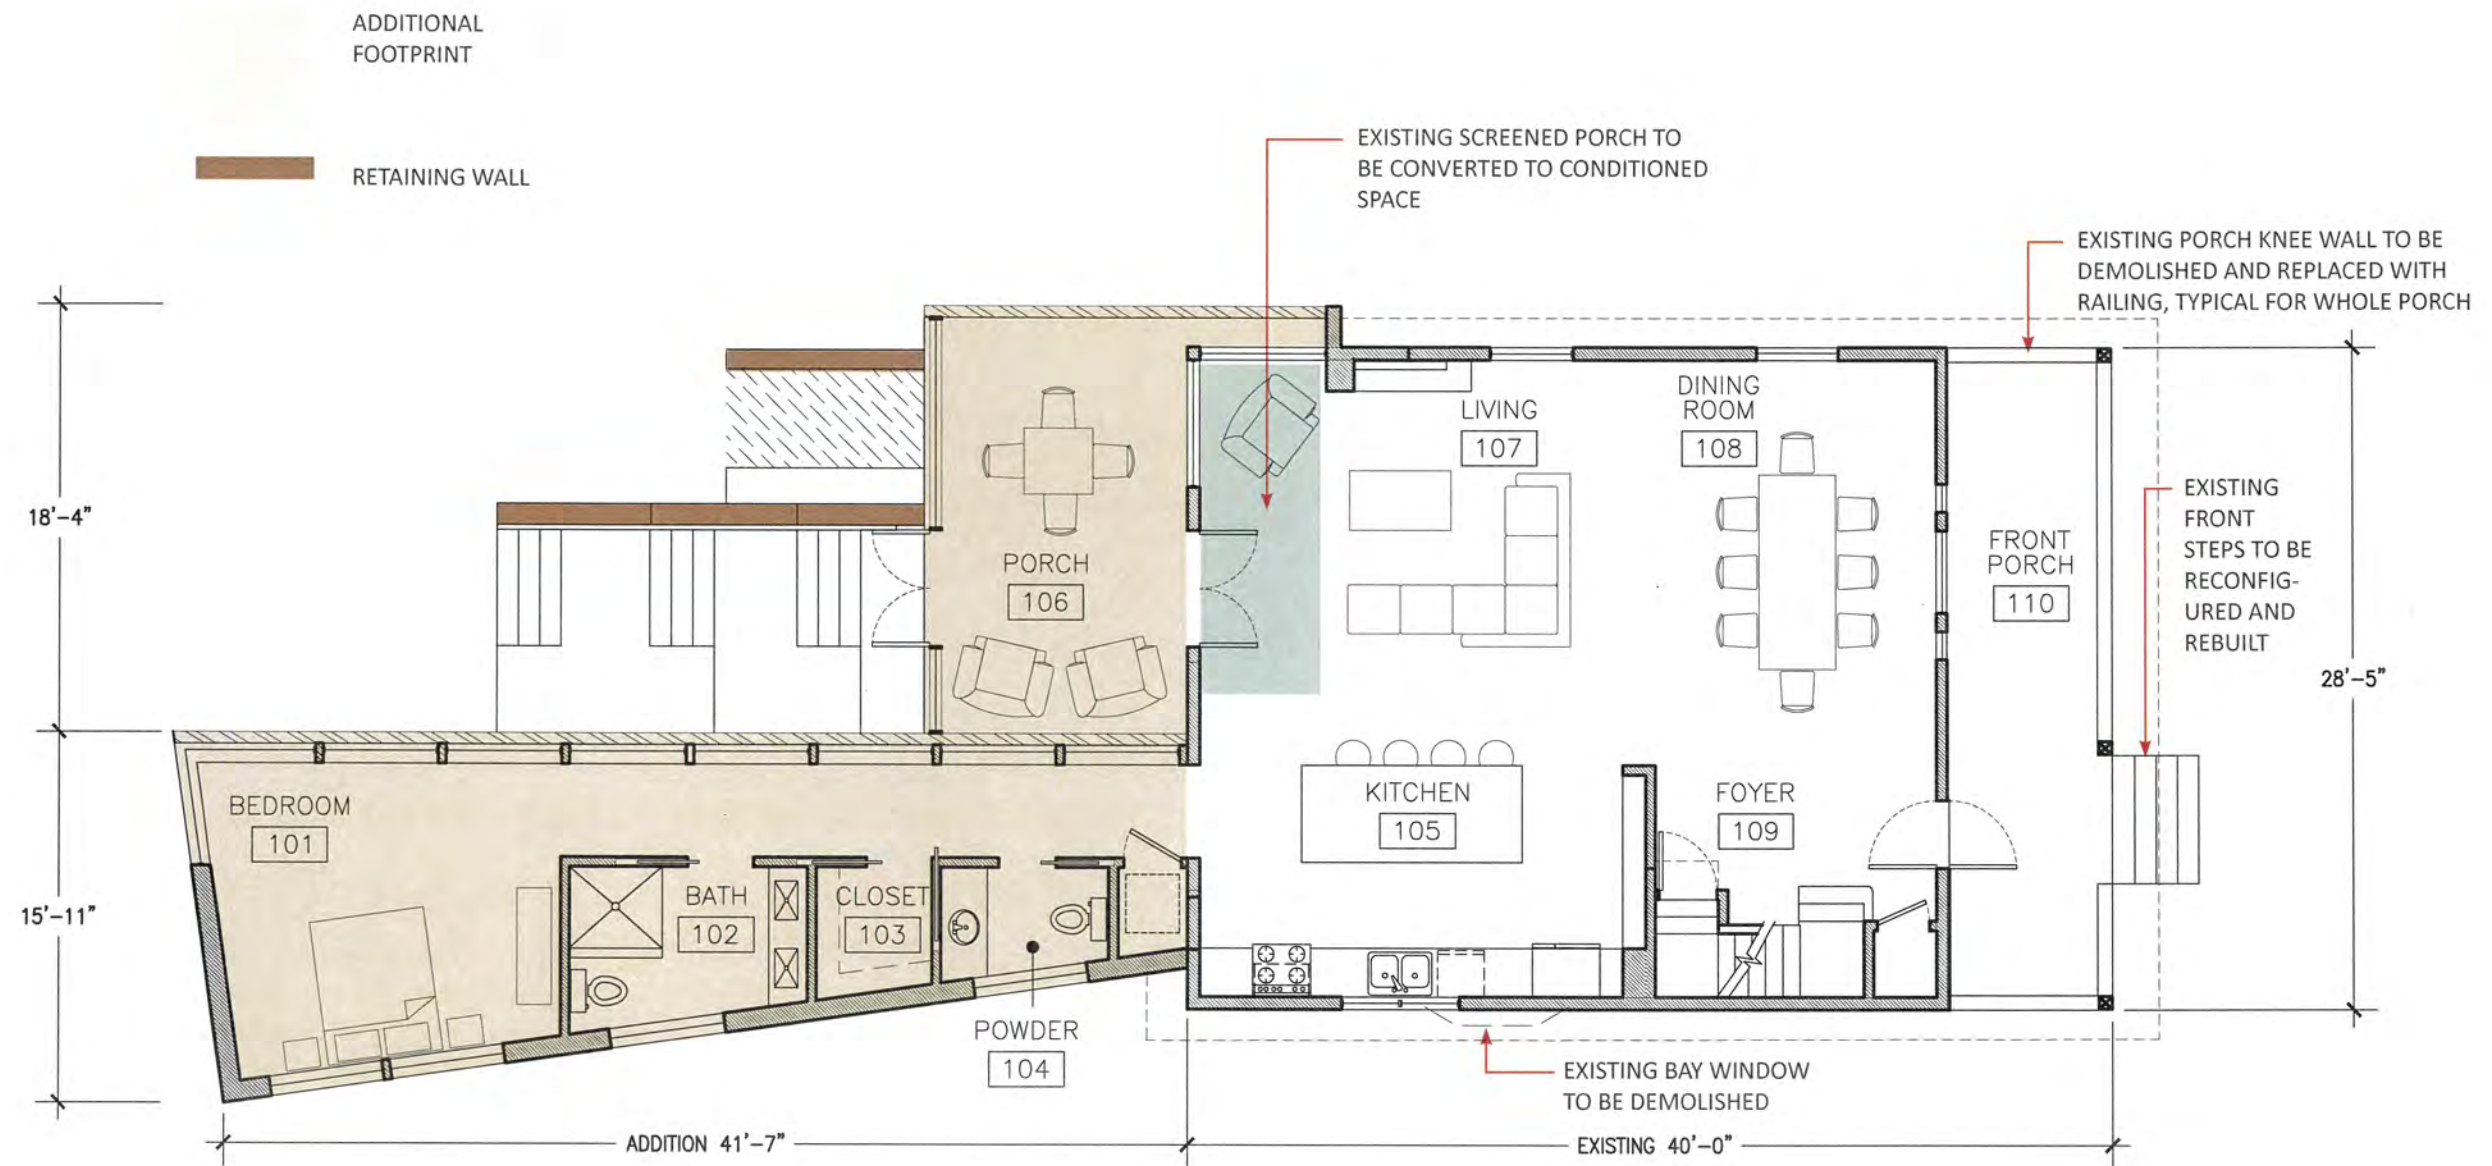 ADDITIONAL
FOOTPRINT
RETAINING WALL
EXISTING SCREENED PORCH TO
BE CONVERTED TO CONDITIONED
SPACE
EXISTING PORCH KNEE WALL TO BE
DEMOLISHED AND REPLACED WITH
RAILING, TYPICAL FOR WHOLE PORCH
18'-4"
LIVING
107
DINING
ROOM
108
EXISTING
FRONT
STEPS TO BE
RECONFIG-
URED AND
REBUILT
PORCH
106
FRONT
PORCH
110
28'-5"
BEDROOM
101
KITCHEN
105
FOYER
109
15'-11"
BATH
102
CLOSET
103
POWDER
104
EXISTING BAY WINDOW
TO BE DEMOLISHED
ADDITION 41'-7"
EXISTING 40'-0"